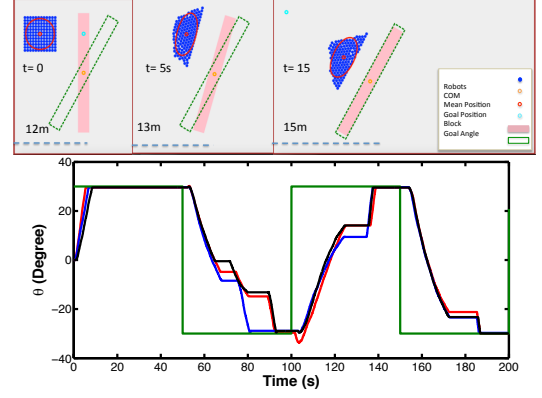 t= 0
12m
t= 5s
13m
t= 15
15m
Robots
COM
Mean Position
Goal Position
Block
Goal Angle
40
20
0
−20
−40
θ (Degree)
0 20 40 60 80 100 120 140 160 180 200
Time (s)